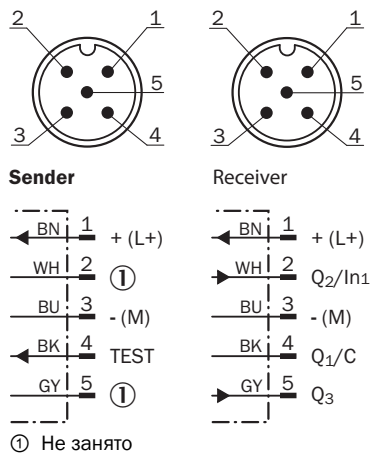 2 1 2 1
5 5
3 4 3 4
Sender Receiver
BN 1 + (L+) BN 1 + (L+)
WH 2 ① WH 2 Q2/In1
BU 3 - (M) BU 3 - (M)
BK 4 TEST BK 4 Q1/C
GY 5 ① GY 5 Q3
① Не занято